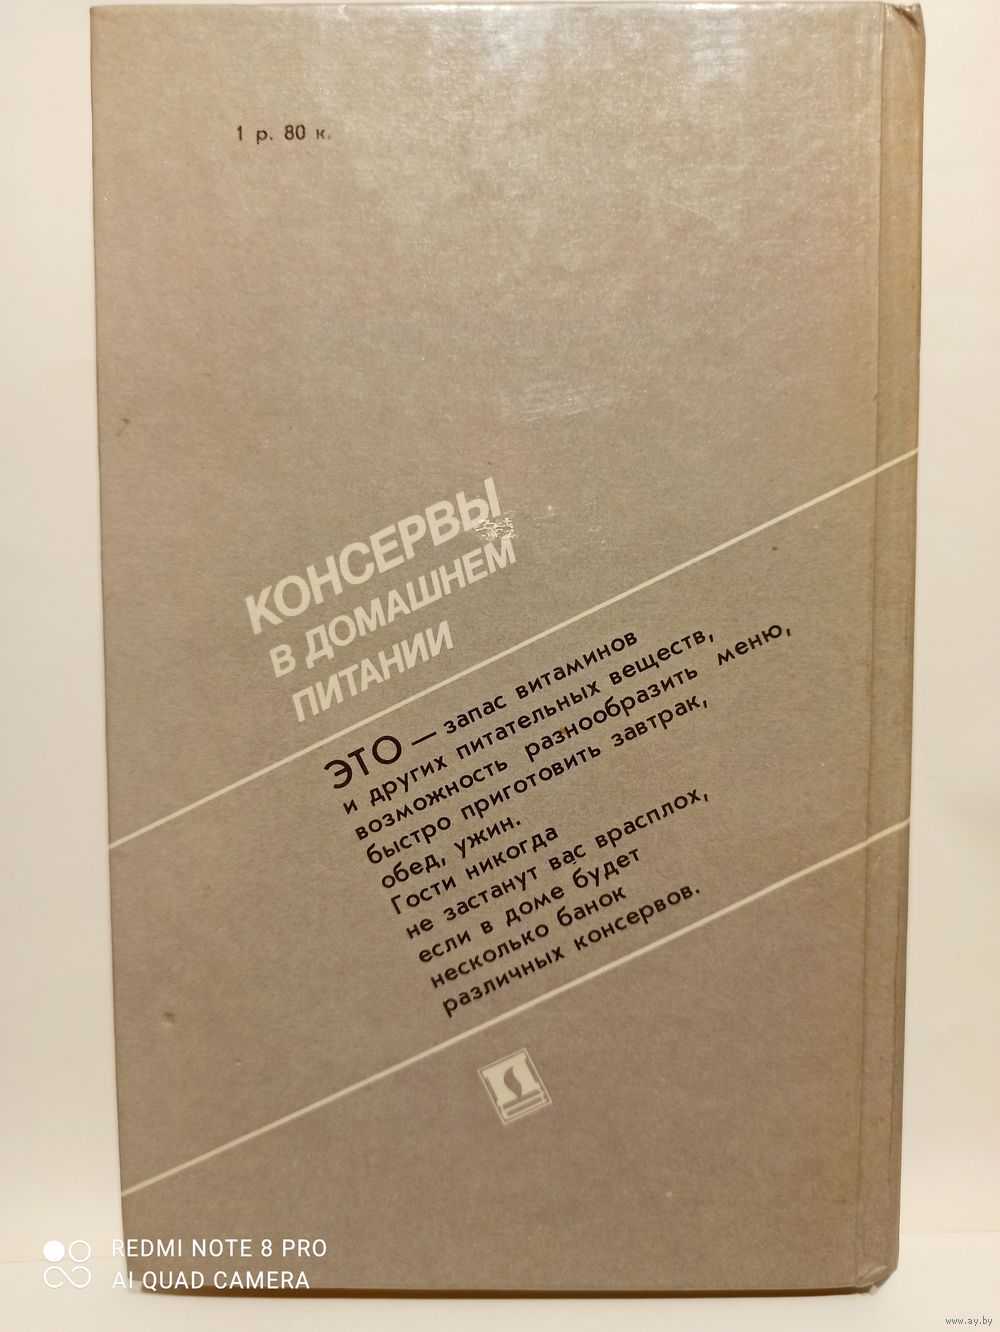 1 р. 80 к.
КОНСЕРВЫ
В ДОМАШНЕМ
ПИТАНИИ
ЭТО — запас витаминов
и других питательных веществ,
возможность разнообразить меню,
быстро приготовить завтрак,
обед, ужин.
Гости никогда
не застанут вас врасплох,
если в доме будет
несколько банок
различных консервов.
REDMI NOTE 8 PRO
AI QUAD CAMERA
www.ay.by